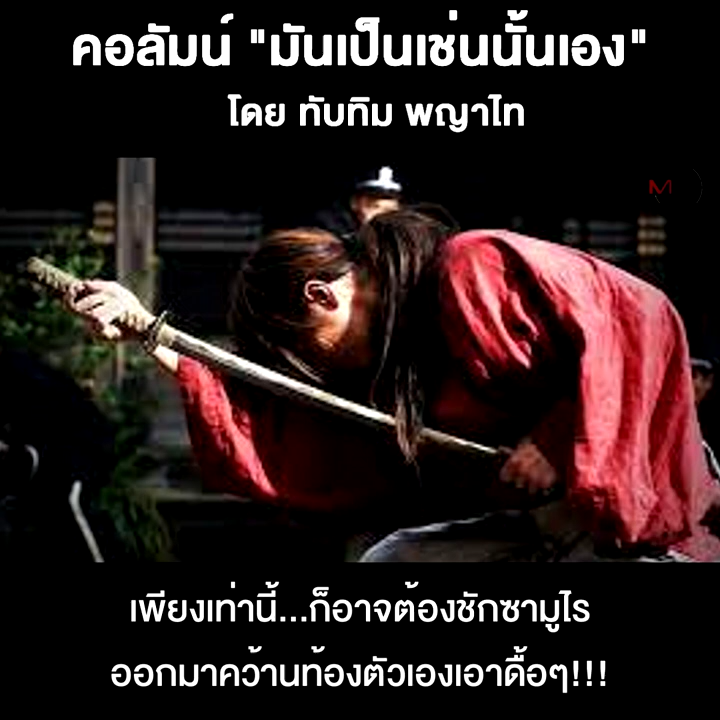 คอลัมน์ "มันเป็นเช่นนั้นเอง"
โดย ทับทิม พญาไท
M
เพียงเท่านี้...ก็อาจต้องชักซามูไร
ออกมาคว้านท้องตัวเองเอาดื้อๆ!!!